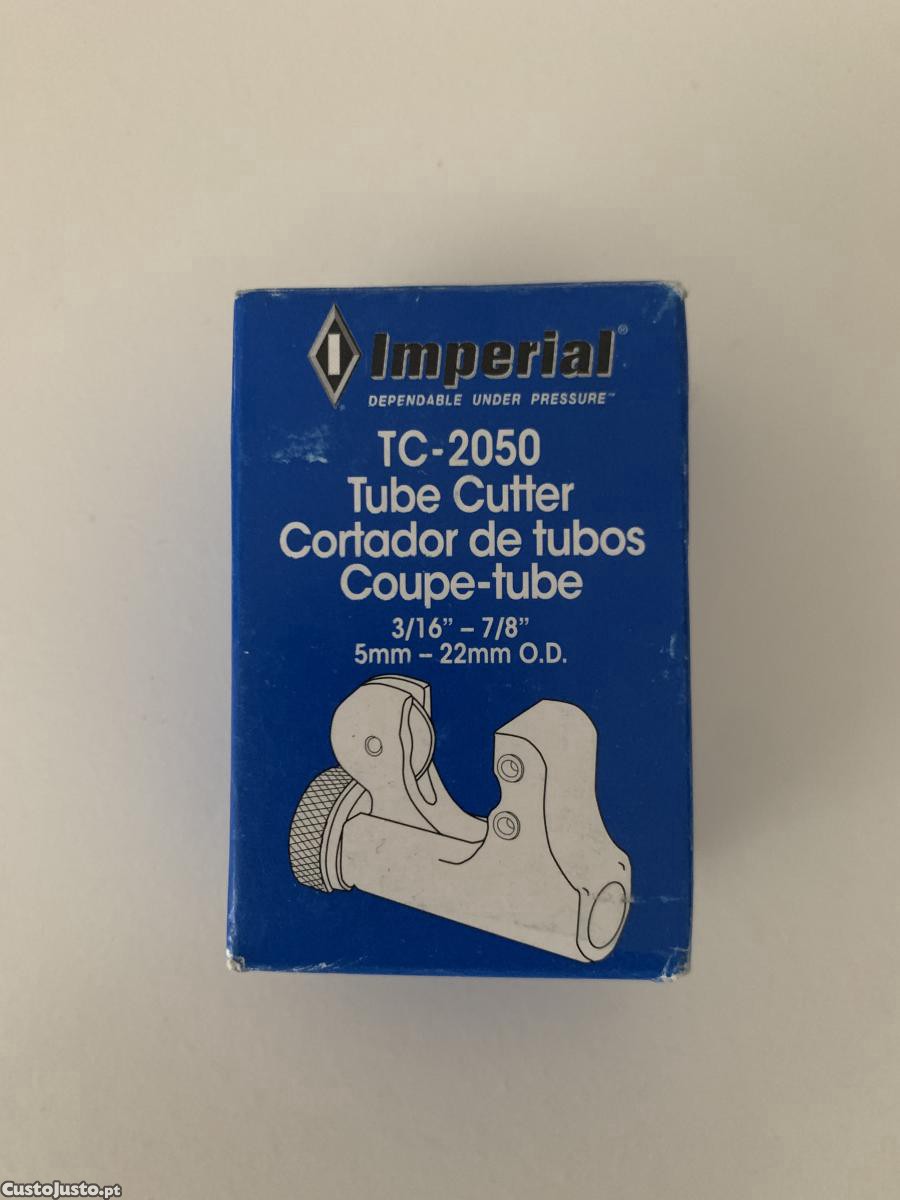 Imperial®
DEPENDABLE UNDER PRESSURE™
TC-2050
Tube Cutter
Cortador de tubos
Coupe-tube
3/16” – 7/8”
5mm – 22mm O.D.
CustoJusto.pt